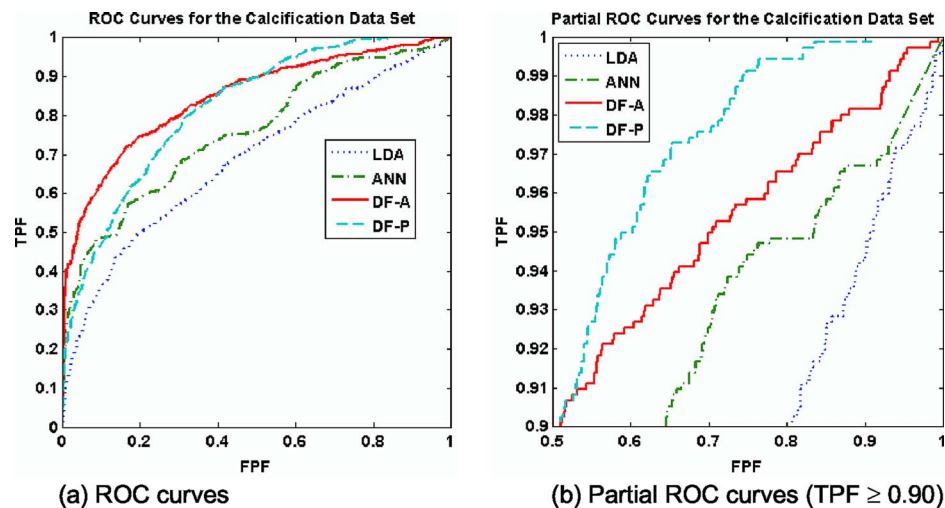 ROC Curves for the Calcification Data Set
TPF
1
0.9
0.8
0.7
0.6
0.5
0.4
0.3
0.2
0.1
0
LDA
ANN
DF-A
DF-P
0
0.2
0.4
0.6
0.8
1
FPF
(a) ROC curves
Partial ROC Curves for the Calcification Data Set
TPF
1
0.99
0.98
0.97
0.96
0.95
0.94
0.93
0.92
0.91
0.9
LDA
ANN
DF-A
DF-P
0.5
0.6
0.7
0.8
0.9
1
FPF
(b) Partial ROC curves (TPF ≥ 0.90)